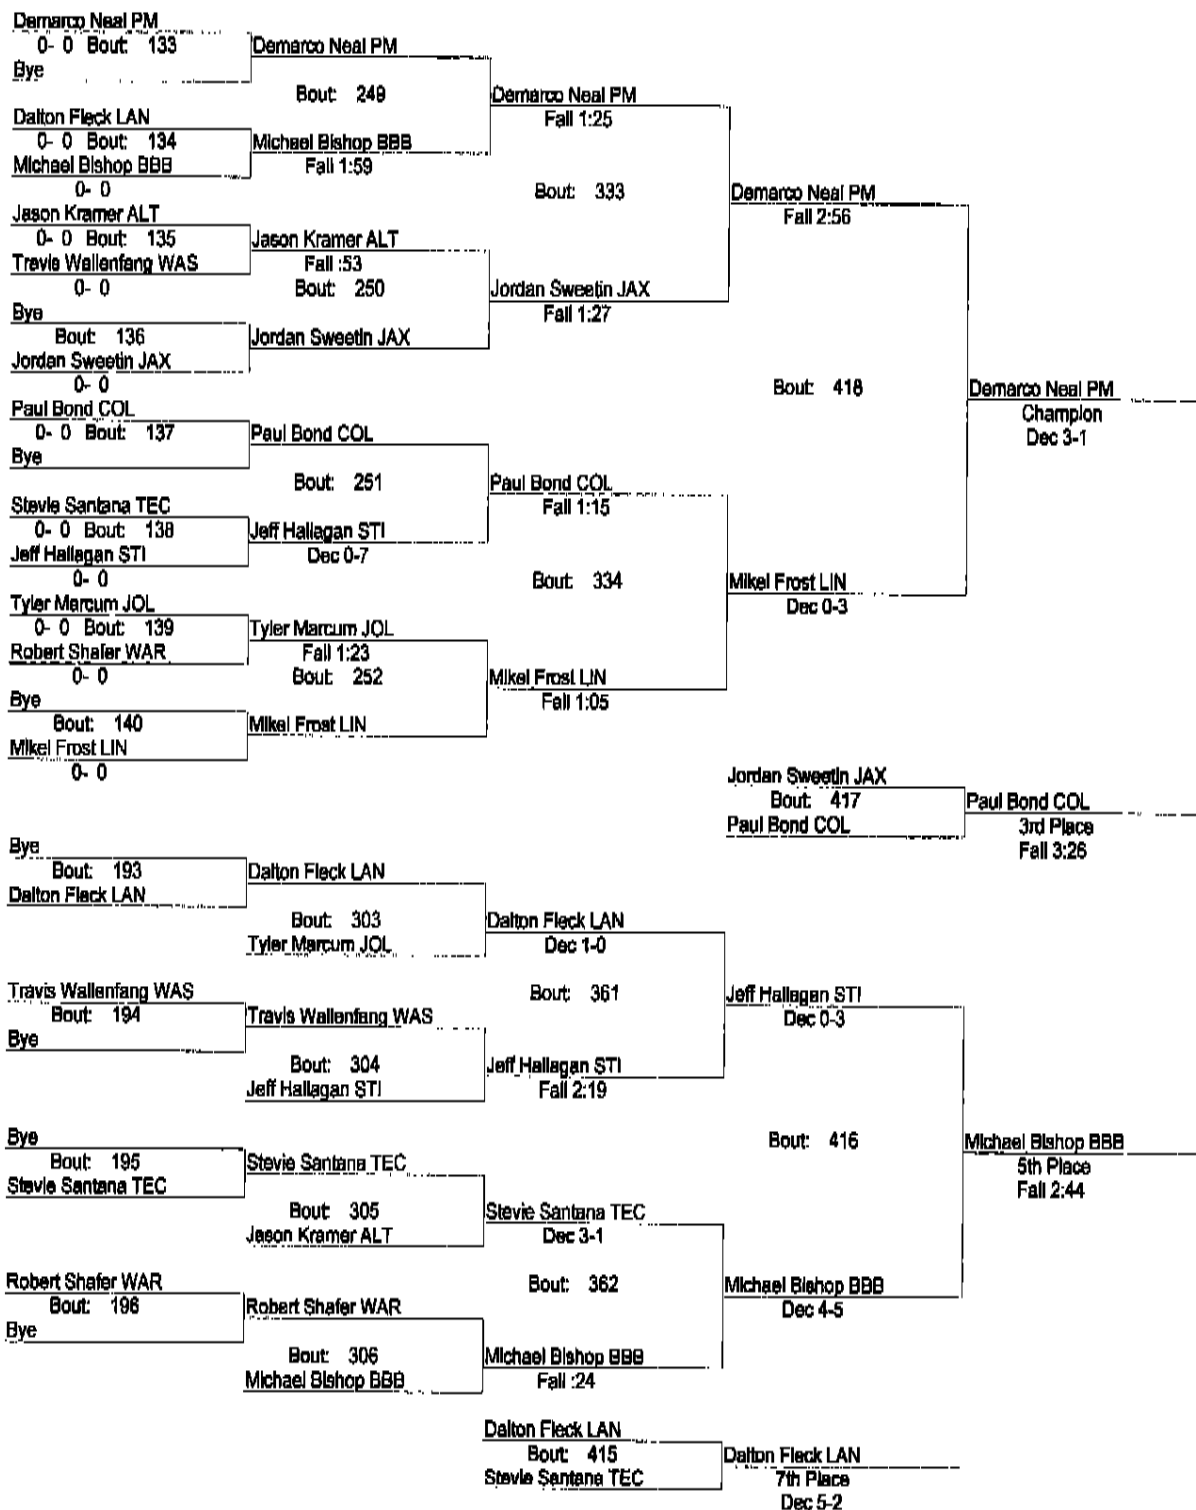 Demarco Neal PM
0- 0 Bout: 133
Bye
Demarco Neal PM
Bout: 249
Dalton Fleck LAN
0- 0 Bout: 134
Michael Bishop BBB
0- 0
Michael Bishop BBB
Fall 1:59
Demarco Neal PM
Fall 1:25
Bout: 333
Jason Kramer ALT
0- 0 Bout: 135
Travis Wallenfang WAS
0- 0
Jason Kramer ALT
Fall :53
Bout: 250
Bye
Bout: 136
Jordan Sweetin JAX
0- 0
Jordan Sweetin JAX
Jordan Sweetin JAX
Fall 1:27
Demarco Neal PM
Fall 2:56
Bout: 418
Demarco Neal PM
Champion
Dec 3-1
Paul Bond COL
0- 0 Bout: 137
Bye
Paul Bond COL
Bout: 251
Stevie Santana TEC
0- 0 Bout: 138
Jeff Hallagan STI
0- 0
Jeff Hallagan STI
Dec 0-7
Paul Bond COL
Fall 1:15
Bout: 334
Tyler Marcum JOL
0- 0 Bout: 139
Robert Shafer WAR
0- 0
Tyler Marcum JOL
Fall 1:23
Bout: 252
Bye
Bout: 140
Mikel Frost LIN
0- 0
Mikel Frost LIN
Mikel Frost LIN
Fall 1:05
Mikel Frost LIN
Dec 0-3
Jordan Sweetin JAX
Bout: 417
Paul Bond COL
Paul Bond COL
3rd Place
Fall 3:26
Bye
Bout: 193
Dalton Fleck LAN
Dalton Fleck LAN
Bout: 303
Tyler Marcum JOL
Dalton Fleck LAN
Dec 1-0
Bout: 361
Travis Wallenfang WAS
Bout: 194
Bye
Travis Wallenfang WAS
Bout: 304
Jeff Hallagan STI
Jeff Hallagan STI
Fall 2:19
Jeff Hallagan STI
Dec 0-3
Bout: 416
Michael Bishop BBB
5th Place
Fall 2:44
Bye
Bout: 195
Stevie Santana TEC
Stevie Santana TEC
Bout: 305
Jason Kramer ALT
Stevie Santana TEC
Dec 3-1
Bout: 362
Robert Shafer WAR
Bout: 196
Bye
Robert Shafer WAR
Bout: 306
Michael Bishop BBB
Michael Bishop BBB
Fall :24
Michael Bishop BBB
Dec 4-5
Dalton Fleck LAN
Bout: 415
Stevie Santana TEC
Dalton Fleck LAN
7th Place
Dec 5-2